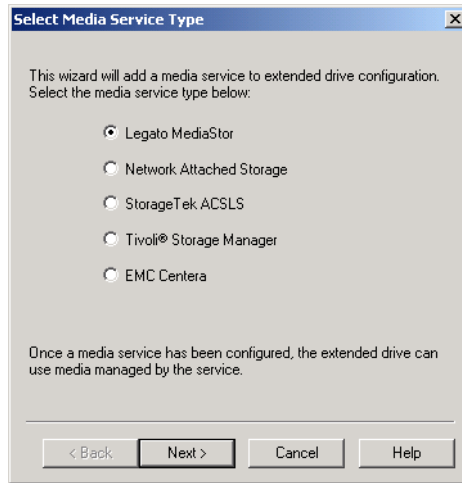 Select Media Service Type
This wizard will add a media service to extended drive configuration.
Select the media service type below:
Legato MediaStor
Network Attached Storage
StorageTek ACSLS
Tivoli® Storage Manager
EMC Centera
Once a media service has been configured, the extended drive can
use media managed by the service.
< Back Next > Cancel Help